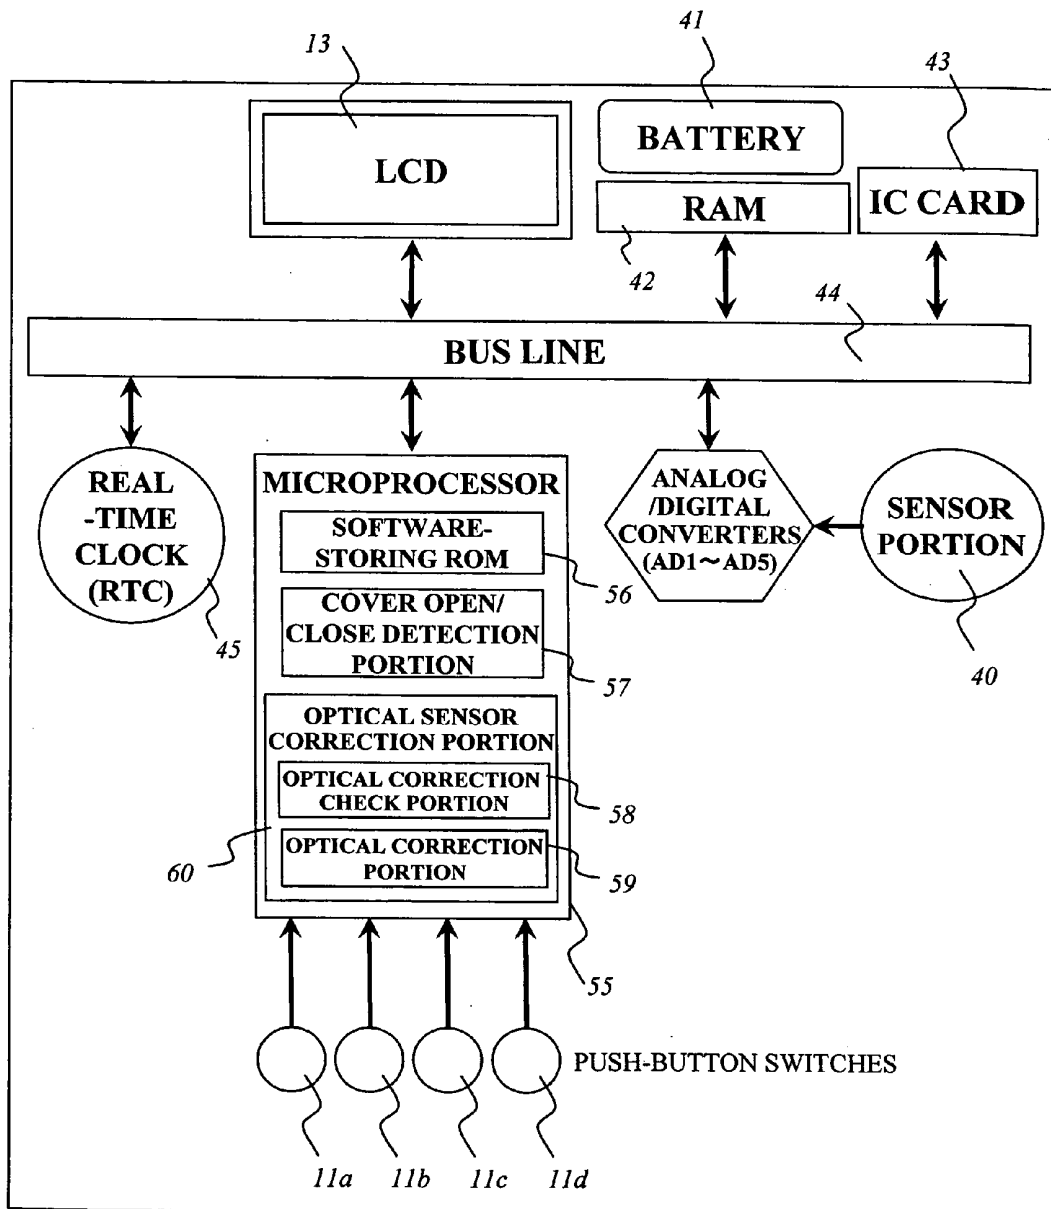 13
41
43
LCD
BATTERY
RAM
IC CARD
42
44
BUS LINE
REAL
-TIME
CLOCK
(RTC)
45
MICROPROCESSOR
SOFTWARE-
STORING ROM
56
COVER OPEN/
CLOSE DETECTION
PORTION
57
OPTICAL SENSOR
CORRECTION PORTION
OPTICAL CORRECTION
CHECK PORTION
58
OPTICAL CORRECTION
PORTION
59
60
55
ANALOG
/DIGITAL
CONVERTERS
(AD1～AD5)
SENSOR
PORTION
40
PUSH-BUTTON SWITCHES
11a
11b
11c
11d